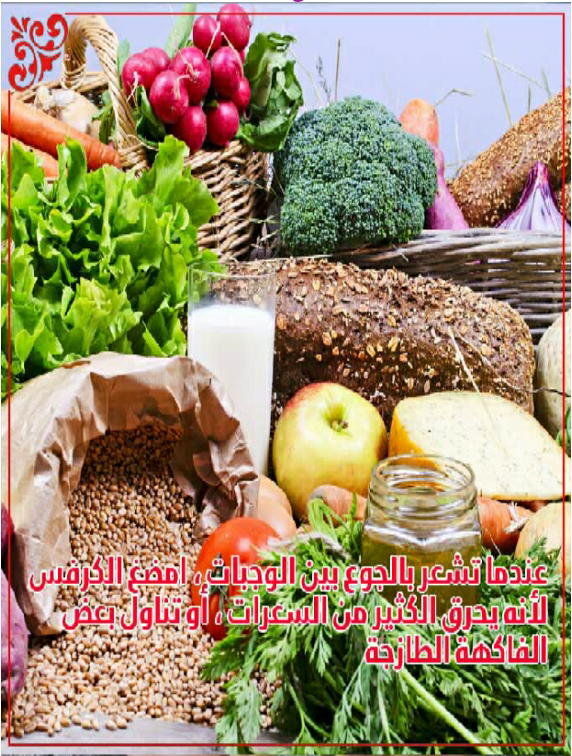 عندما تشعر بالجوع بين الوجبات ، امضغ الكرفس
لأنه يحرق الكثير من السعرات ، أو تناول بعض
الفاكهة الطازجة